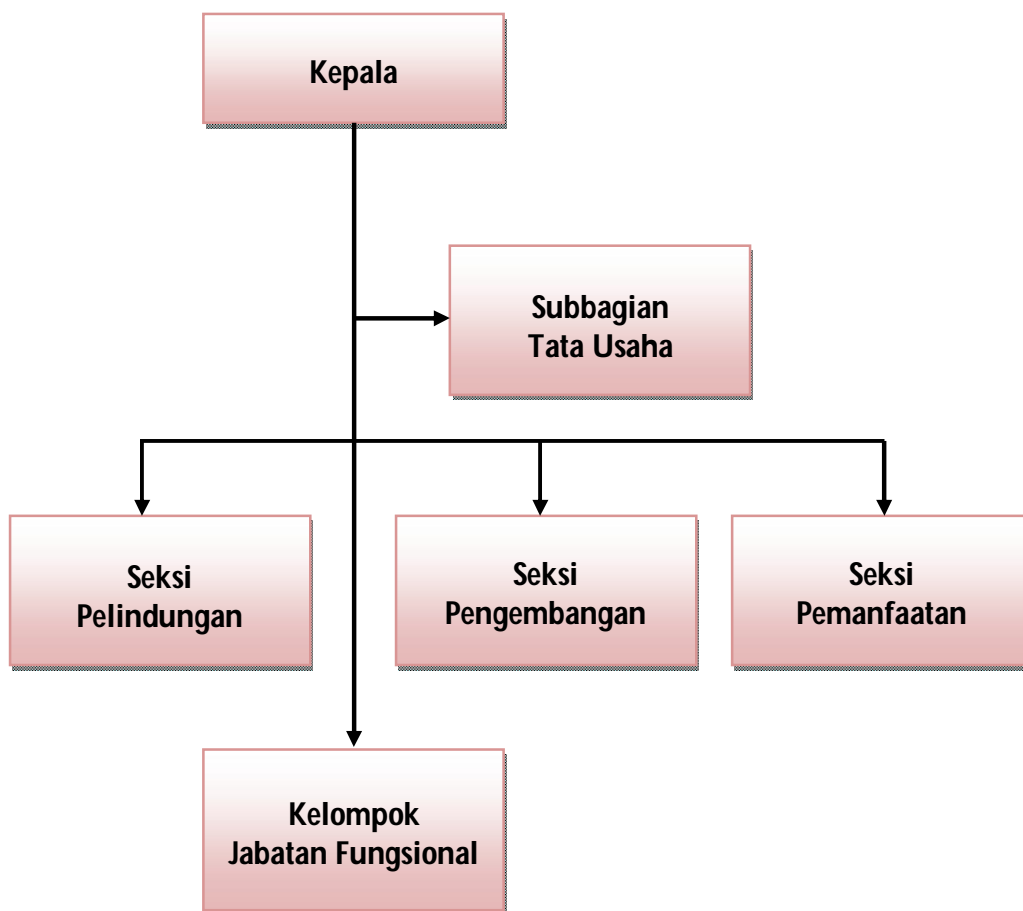 Kepala
Subbagian
Tata Usaha
Seksi
Pelindungan
Seksi
Pengembangan
Seksi
Pemanfaatan
Kelompok
Jabatan Fungsional